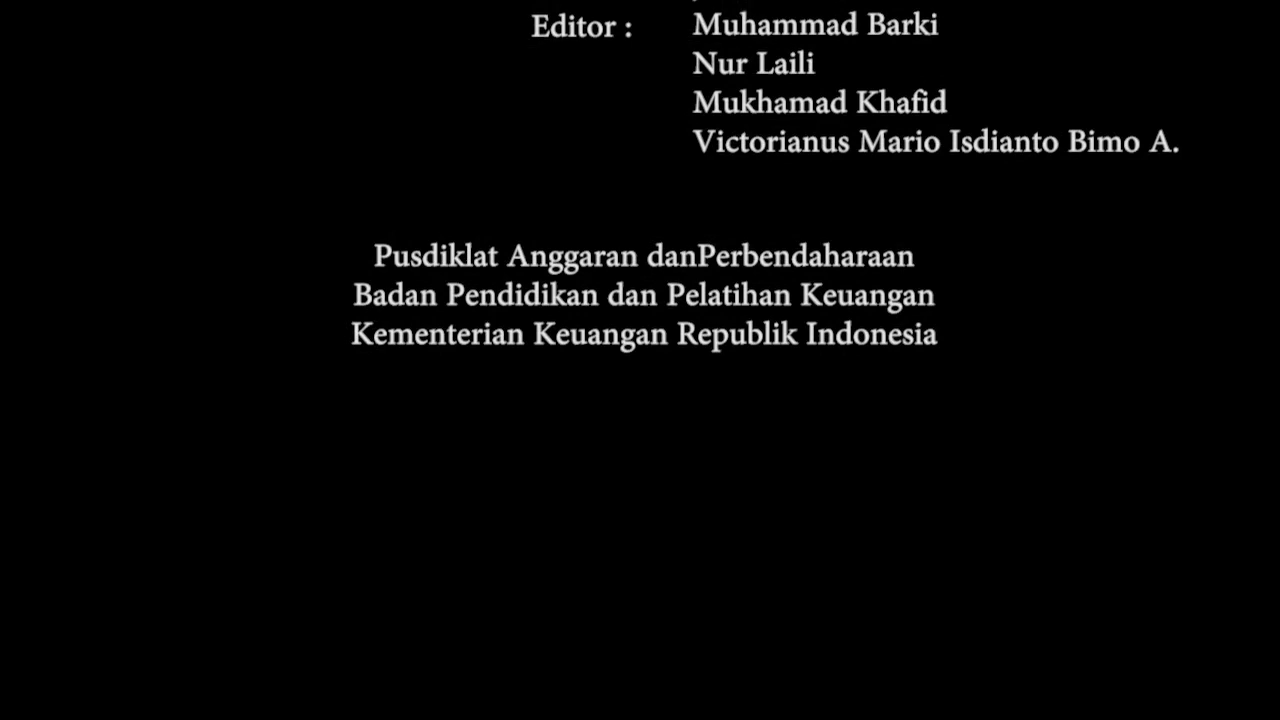 Editor : Muhammad Barki
Nur Laili
Mukhamad Khafid
Victorianus Mario Isdianto Bimo A.
Pusdiklat Anggaran danPerbendaharaan
Badan Pendidikan dan Pelatihan Keuangan
Kementerian Keuangan Republik Indonesia